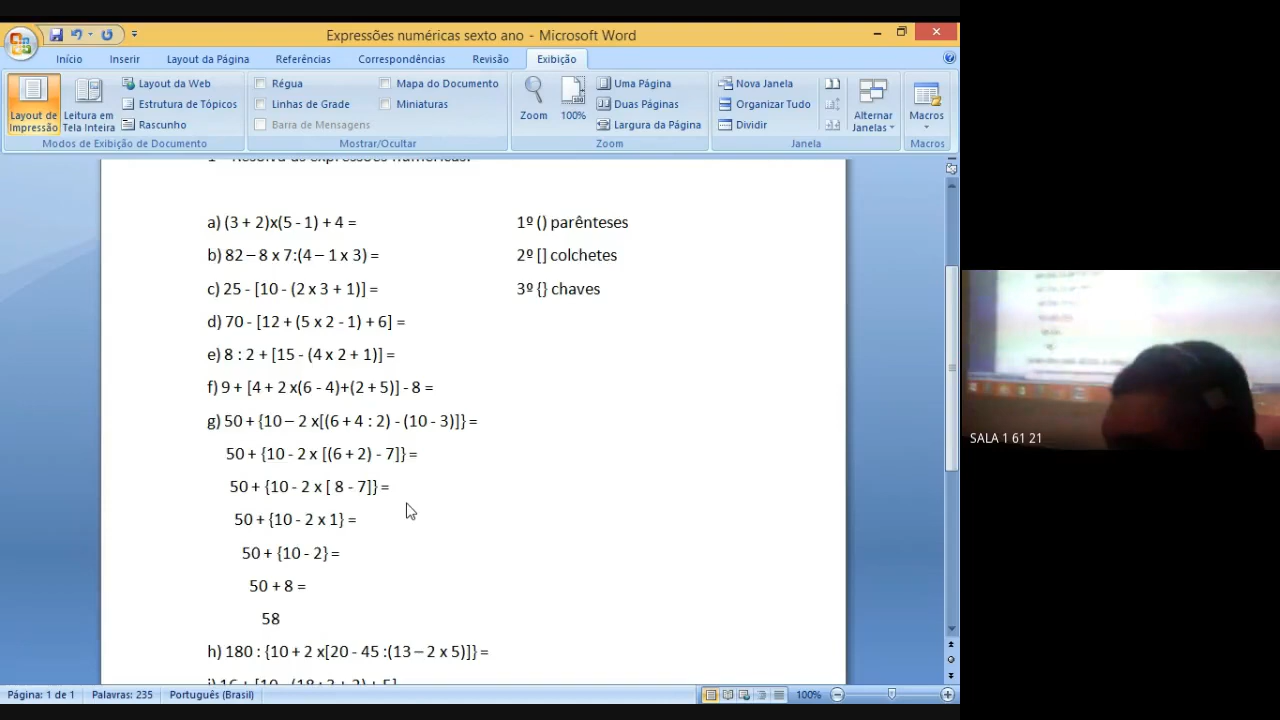 Expressões numéricas sexto ano - Microsoft Word
Início Inserir Layout da Página Referências Correspondências Revisão Exibição
Layout de Impressão
Leitura em Tela Inteira
Layout da Web
Estrutura de Tópicos
Rascunho
Modos de Exibição de Documento
Régua
Linhas de Grade
Barra de Mensagens
Mapa do Documento
Miniaturas
Mostrar/Ocultar
Zoom
100%
Uma Página
Duas Páginas
Largura da Página
Zoom
Nova Janela
Organizar Tudo
Dividir
Alternar Janelas
Janela
Macros
Macros
1 - Resolva as expressões numéricas:
a) (3 + 2)x(5 - 1) + 4 = 1º () parênteses
b) 82 – 8 x 7:(4 – 1 x 3) = 2º [] colchetes
c) 25 - [10 - (2 x 3 + 1)] = 3º {} chaves
d) 70 - [12 + (5 x 2 - 1) + 6] =
e) 8 : 2 + [15 - (4 x 2 + 1)] =
f) 9 + [4 + 2 x(6 - 4)+(2 + 5)] - 8 =
g) 50 + {10 – 2 x[(6 + 4 : 2) - (10 - 3)]} =
50 + {10 - 2 x [(6 + 2) - 7]} =
50 + {10 - 2 x [ 8 - 7]} =
50 + {10 - 2 x 1} =
50 + {10 - 2} =
50 + 8 =
58
h) 180 : {10 + 2 x[20 - 45 :(13 – 2 x 5)]} =
Página: 1 de 1 Palavras: 235 Português (Brasil) 100%
SALA 1 61 21